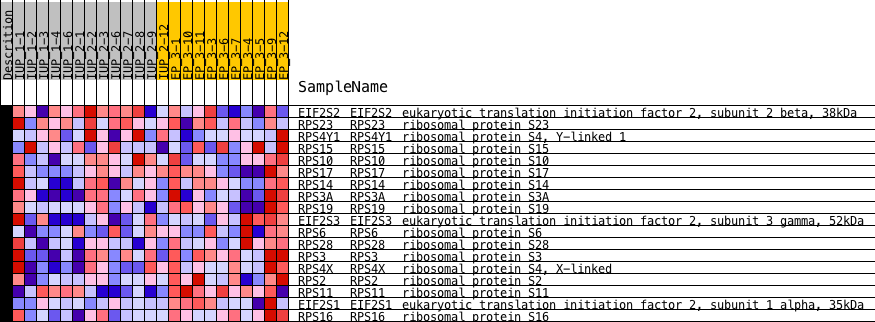 Descrition
IUP_1-1
IUP_1-2
IUP_1-3
IUP_1-4
IUP_1-6
IUP_2-1
IUP_2-2
IUP_2-3
IUP_2-6
IUP_2-7
IUP_2-8
IUP_2-9
IUP_2-12
EP_3-1
EP_3-10
EP_3-11
EP_3-3
EP_3-6
EP_3-7
EP_3-4
EP_3-5
EP_3-9
EP_3-12
SampleName
EIF2S2 EIF2S2 eukaryotic translation initiation factor 2, subunit 2 beta, 38kDa
RPS23 RPS23 ribosomal protein S23
RPS4Y1 RPS4Y1 ribosomal protein S4, Y-linked 1
RPS15 RPS15 ribosomal protein S15
RPS10 RPS10 ribosomal protein S10
RPS17 RPS17 ribosomal protein S17
RPS14 RPS14 ribosomal protein S14
RPS3A RPS3A ribosomal protein S3A
RPS19 RPS19 ribosomal protein S19
EIF2S3 EIF2S3 eukaryotic translation initiation factor 2, subunit 3 gamma, 52kDa
RPS6 RPS6 ribosomal protein S6
RPS28 RPS28 ribosomal protein S28
RPS3 RPS3 ribosomal protein S3
RPS4X RPS4X ribosomal protein S4, X-linked
RPS2 RPS2 ribosomal protein S2
RPS11 RPS11 ribosomal protein S11
EIF2S1 EIF2S1 eukaryotic translation initiation factor 2, subunit 1 alpha, 35kDa
RPS16 RPS16 ribosomal protein S16